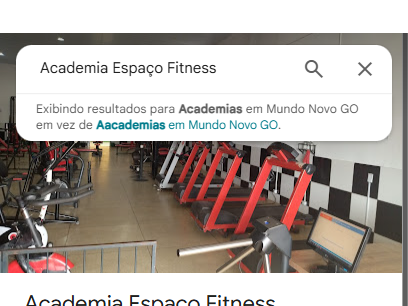 Academia Espaço Fitness
Exibindo resultados para Academias em Mundo Novo GO
em vez de Aacademias em Mundo Novo GO.
Academia Espaço Fitness